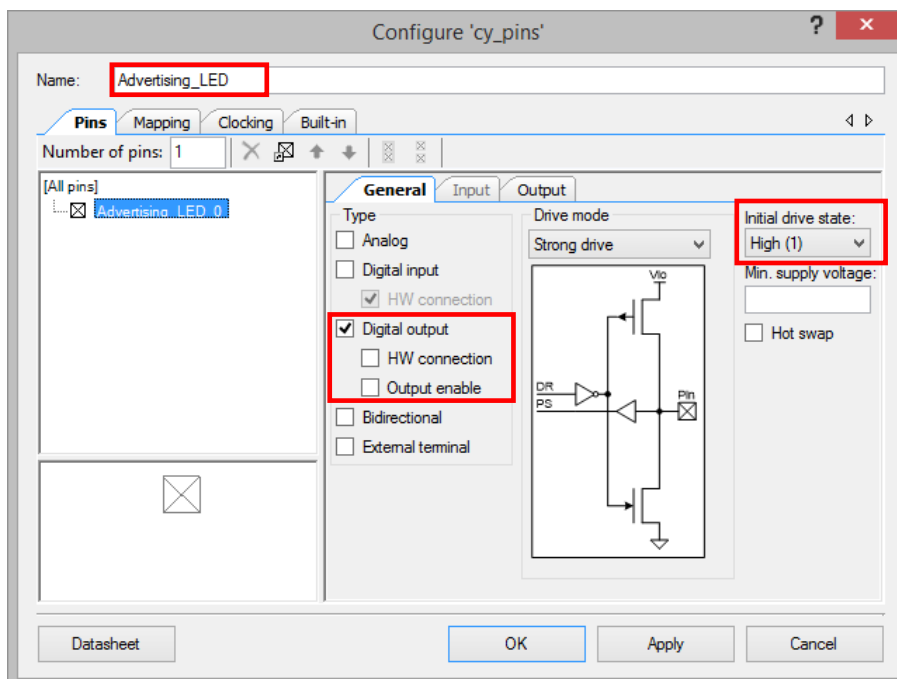 Configure 'cy_pins'
?
Name: Advertising_LED
Pins Mapping Clocking Built-in
Number of pins: 1
[All pins]
Advertising_LED_0
General Input Output
Type
Analog
Digital input
HW connection
Digital output
HW connection
Output enable
Bidirectional
External terminal
Drive mode
Strong drive
Vio
DR
PS
Pin
Initial drive state:
High (1)
Min. supply voltage:
Hot swap
Datasheet OK Apply Cancel